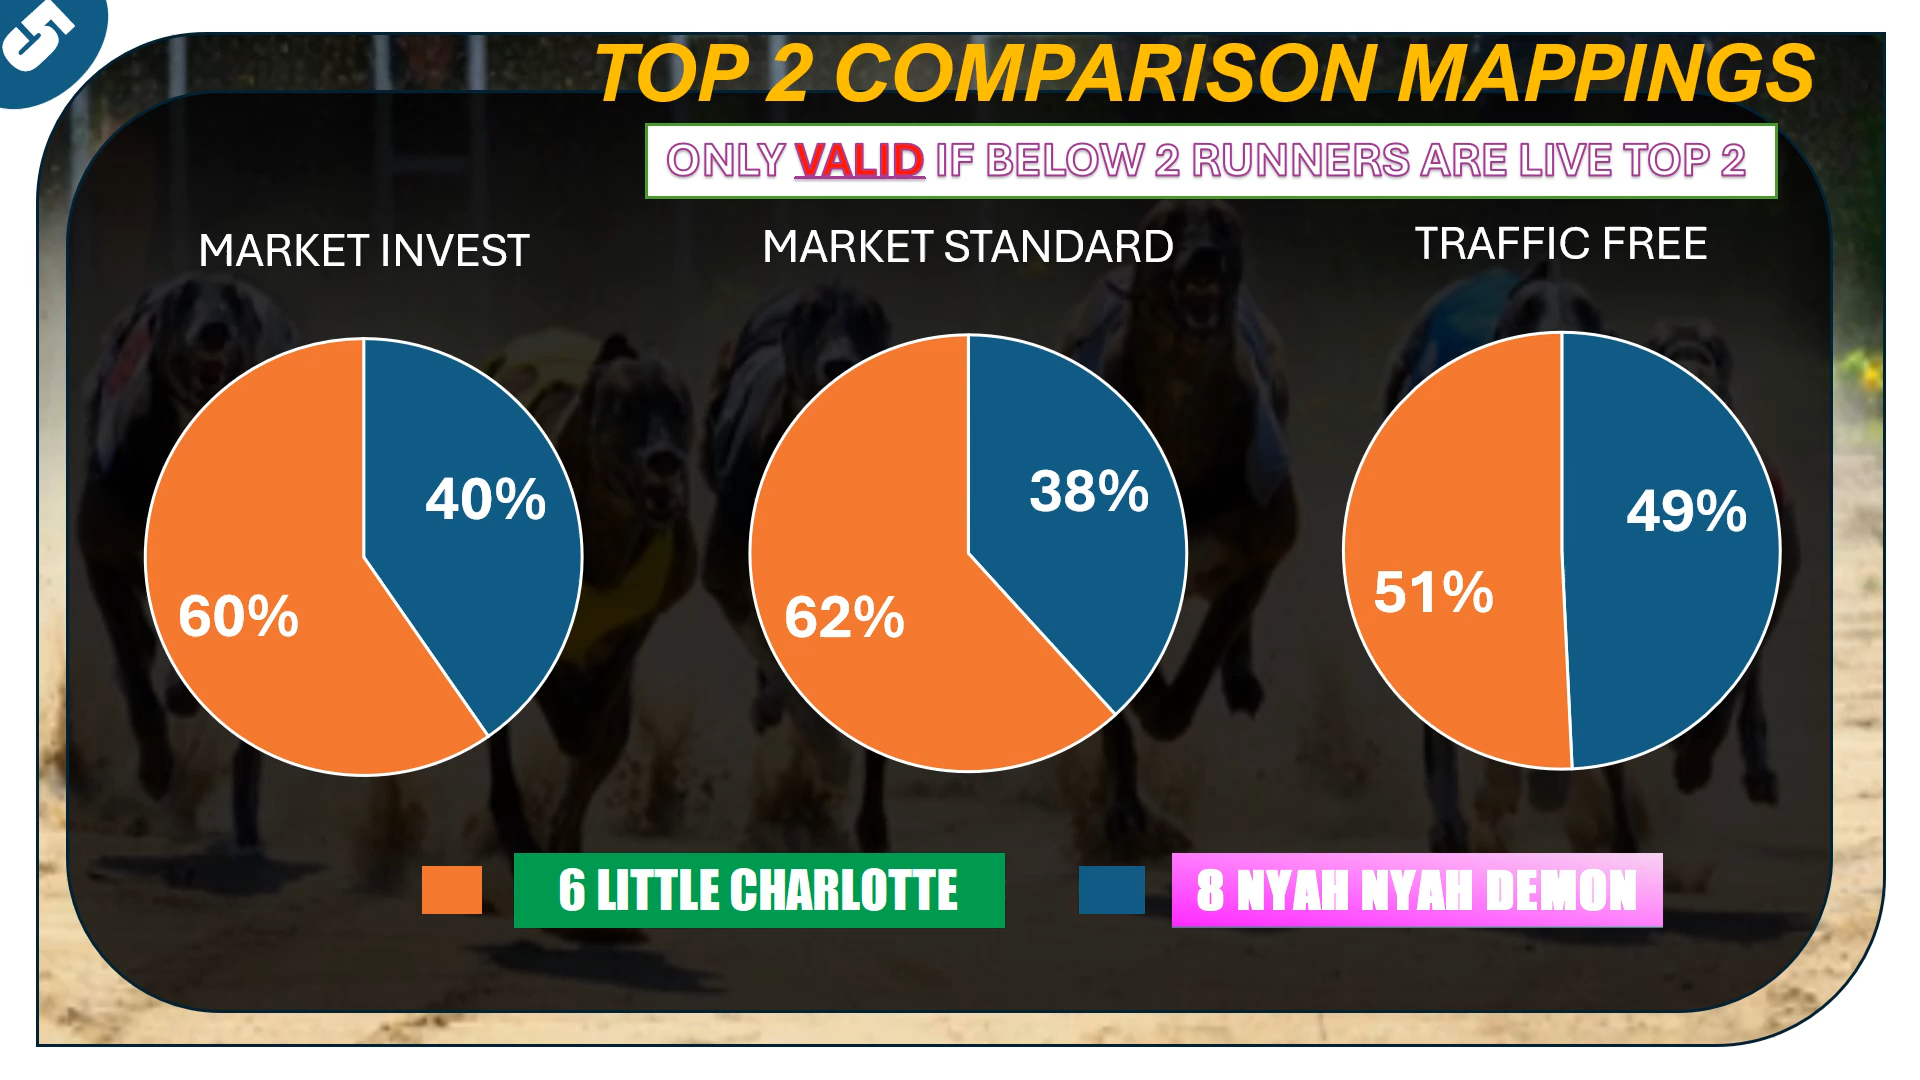 5
TOP 2 COMPARISON MAPPINGS
ONLY VALID IF BELOW 2 RUNNERS ARE LIVE TOP 2
MARKET INVEST
MARKET STANDARD
TRAFFIC FREE
40%
60%
38%
62%
49%
51%
6 LITTLE CHARLOTTE
8 NYAH NYAH DEMON